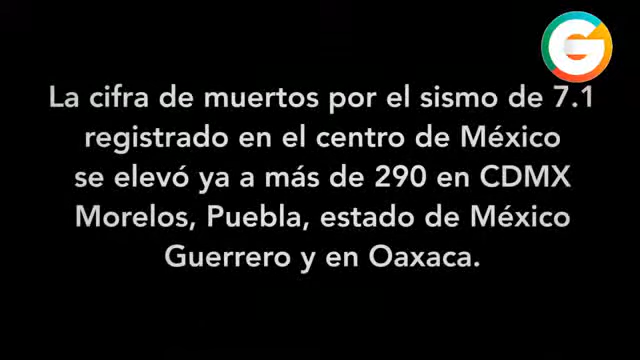 G
La cifra de muertos por el sismo de 7.1
registrado en el centro de México
se elevó ya a más de 290 en CDMX
Morelos, Puebla, estado de México
Guerrero y en Oaxaca.